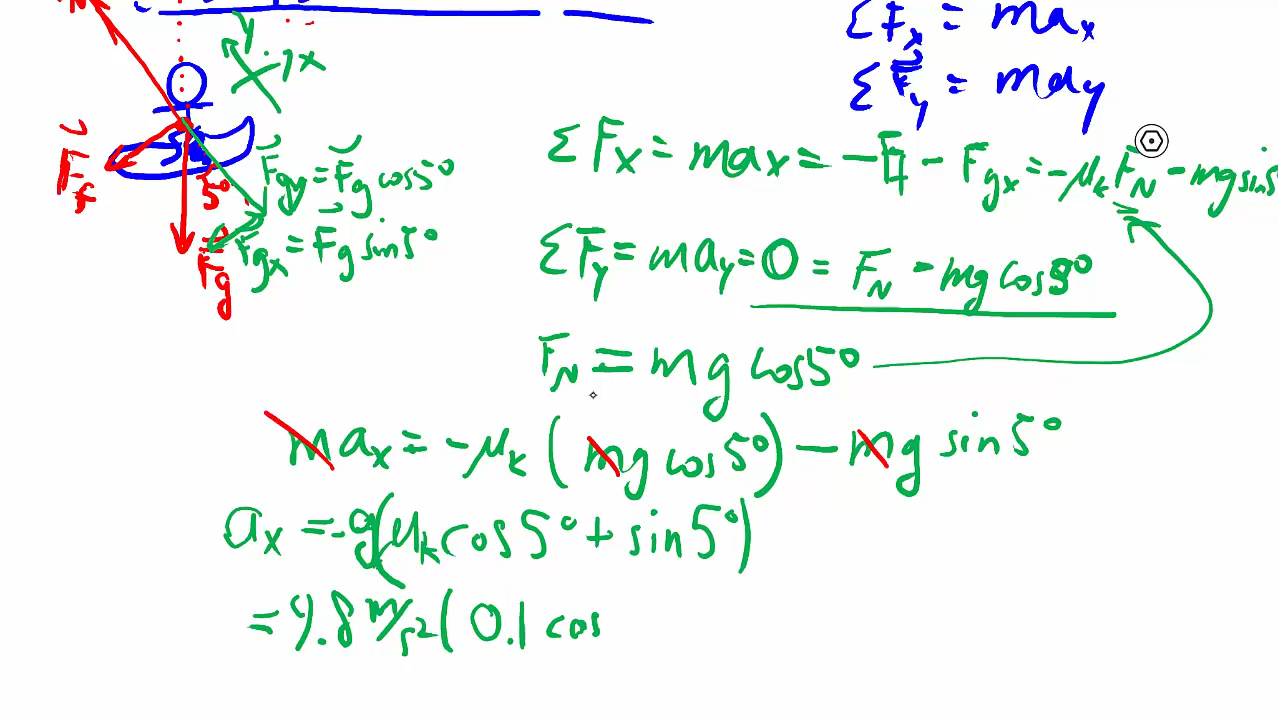 ΣFx = max
ΣFy = may
y
x
ΣFx = max = -Ff - Fgx = -μk FN - mg sin5
Ff
5°
Fgy = Fg cos5°
Fgx = Fg sin5°
Fg
ΣFy = may = 0 = FN - mg cos5°
FN = mg cos5°
max = -μk (mg cos5°) - mg sin5°
ax = -g(μk cos5° + sin5°)
= 9.8 m/s2 ( 0.1 cos